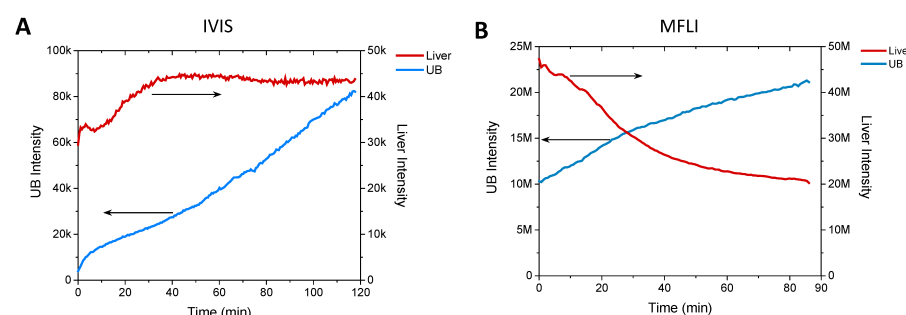 A
IVIS
100k
80k
60k
40k
20k
0
UB Intensity
50k
40k
30k
20k
10k
0
Liver Intensity
Liver
UB
0
20
40
60
80
100
120
Time (min)
B
MFLI
25M
20M
15M
10M
5M
0
UB Intensity
50M
40M
30M
20M
10M
0
Liver Intensity
Live
UB
0
20
40
60
80
90
Time (min)